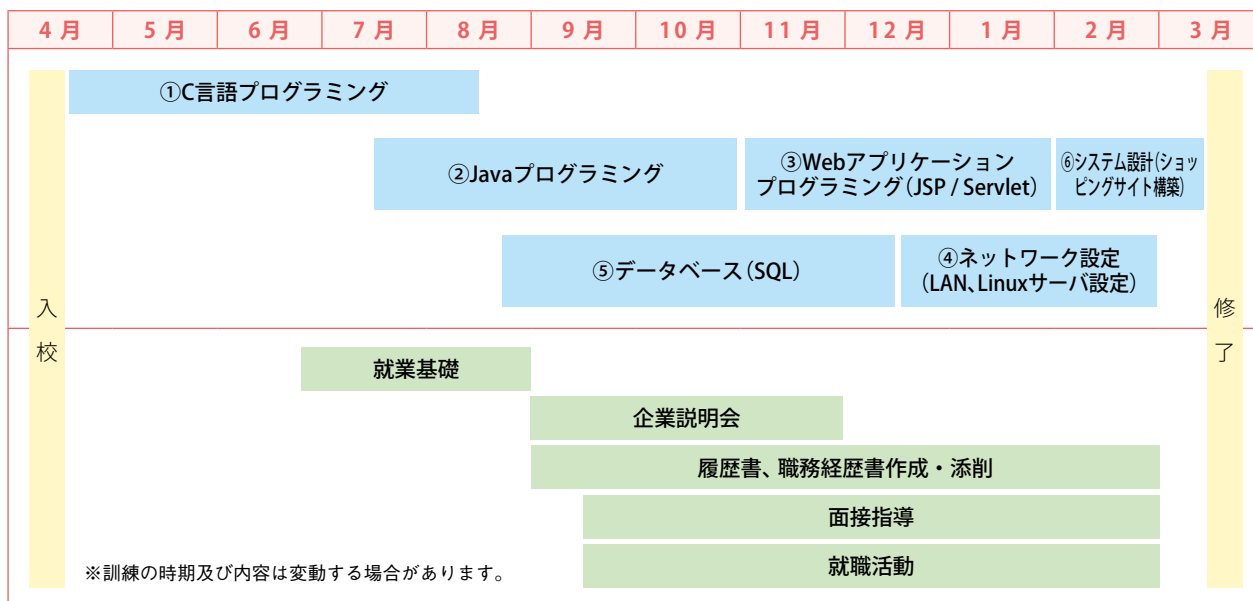 4 月 5 月 6 月 7 月 8 月 9 月 10 月 11 月 12 月 1 月 2 月 3 月
入校
①C言語プログラミング
②Javaプログラミング
③Webアプリケーション
プログラミング（JSP / Servlet）
⑥システム設計(ショッ
ピングサイト構築)
⑤データベース（SQL）
④ネットワーク設定
（LAN、Linuxサーバ設定）
就業基礎
企業説明会
履歴書、職務経歴書作成・添削
面接指導
就職活動
修了
※訓練の時期及び内容は変動する場合があります。